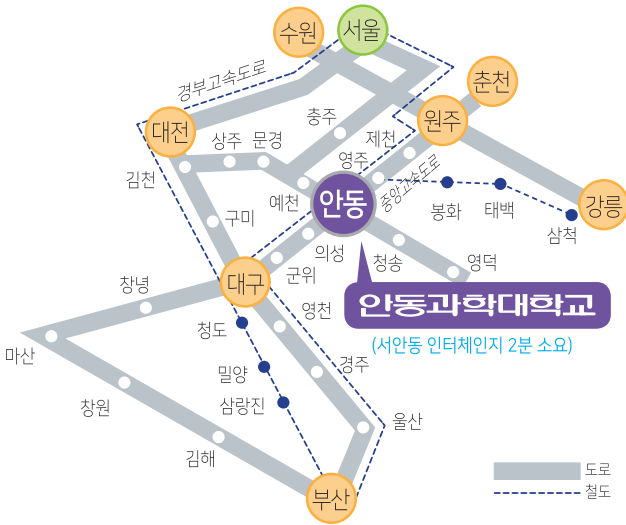 수원
서울
경부고속도로
춘천
충주
원주
대전
상주
문경
제천
영주
김천
중앙고속도로
예천
안동
봉화
태백
강릉
구미
삼척
의성
청송
영덕
군위
대구
창녕
안동과학대학교
영천
(서안동 인터체인지 2분 소요)
청도
마산
경주
밀양
창원
삼랑진
울산
김해
부산
도로
철도